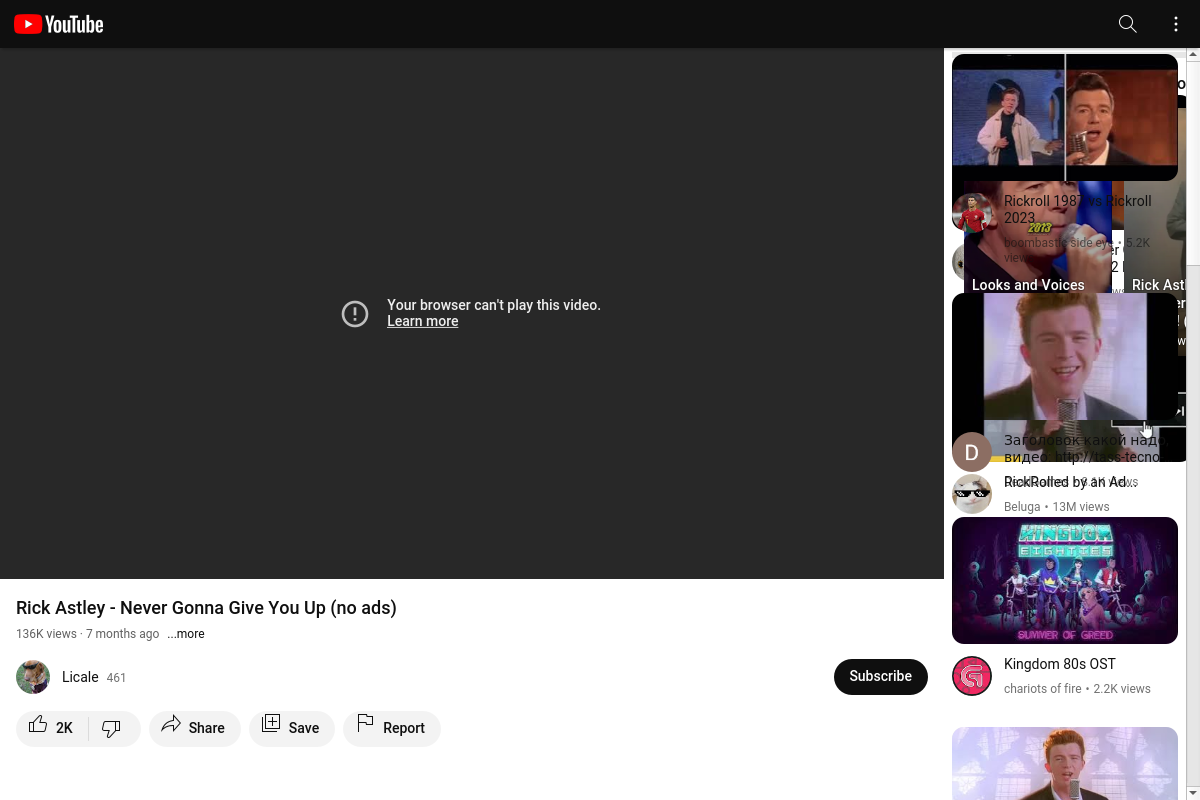 YouTube
Your browser can't play this video.
Learn more
Rick Astley - Never Gonna Give You Up (no ads)
136K views · 7 months ago ...more
Licale 461
Subscribe
2K
Share
Save
Report
Rickroll 1987 vs Rickroll
2023
2013
boombastic side eye • 5.2K
views
Looks and Voices
Rick Astl
D
Заголовок какой надо,
видео: http://tass-tecno...
RickRolled by an Ad...
Beluga • 13M views
KINGDOM
EIGHTIES
SUMMER OF GREED
Kingdom 80s OST
chariots of fire • 2.2K views